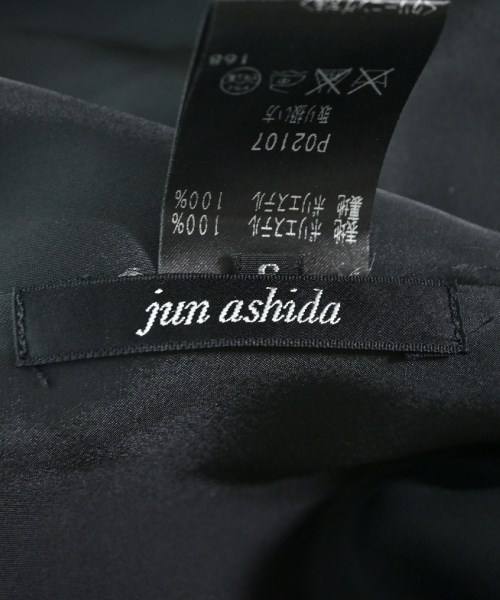 jun ashida
表地 ポリエステル 100%
裏地 ポリエステル 100%
P02107
取り扱い方
168